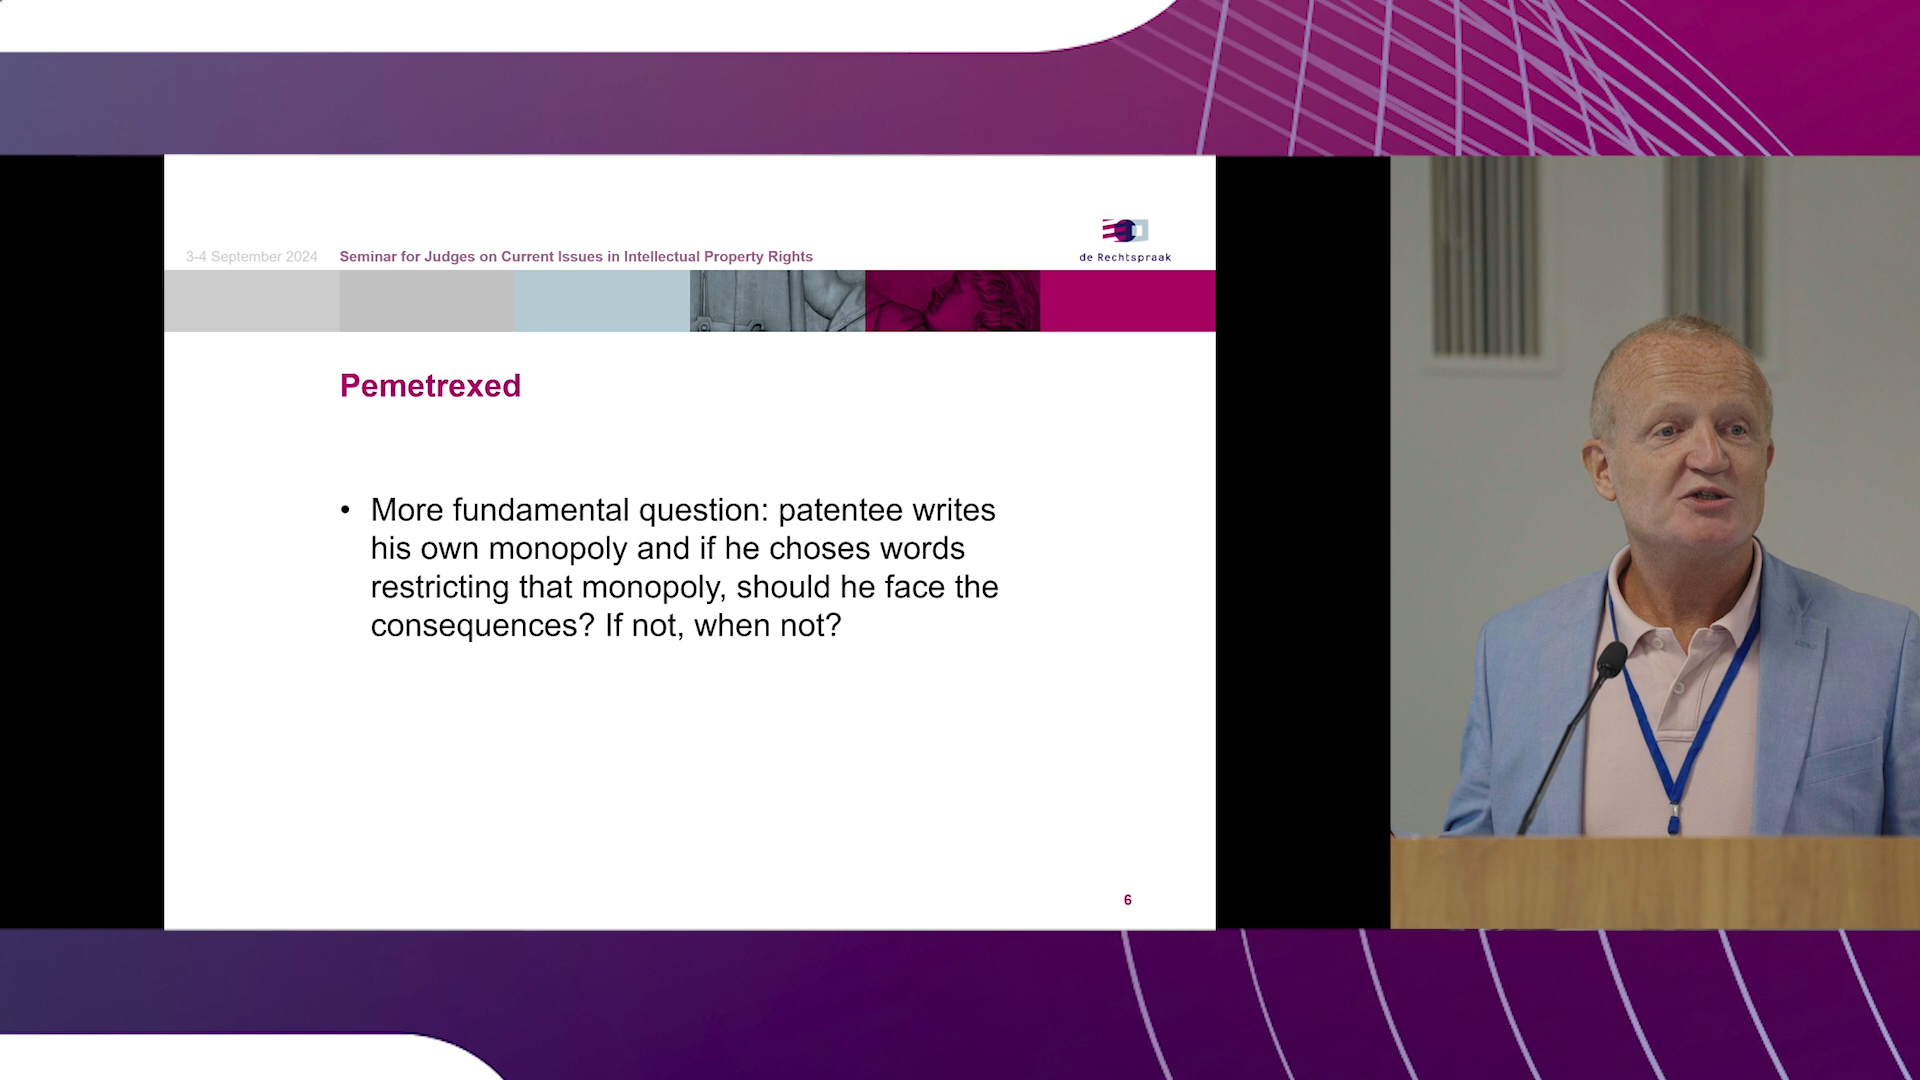 3-4 September 2024 Seminar for Judges on Current Issues in Intellectual Property Rights
de Rechtspraak
Pemetrexed
• More fundamental question: patentee writes
his own monopoly and if he choses words
restricting that monopoly, should he face the
consequences? If not, when not?
6